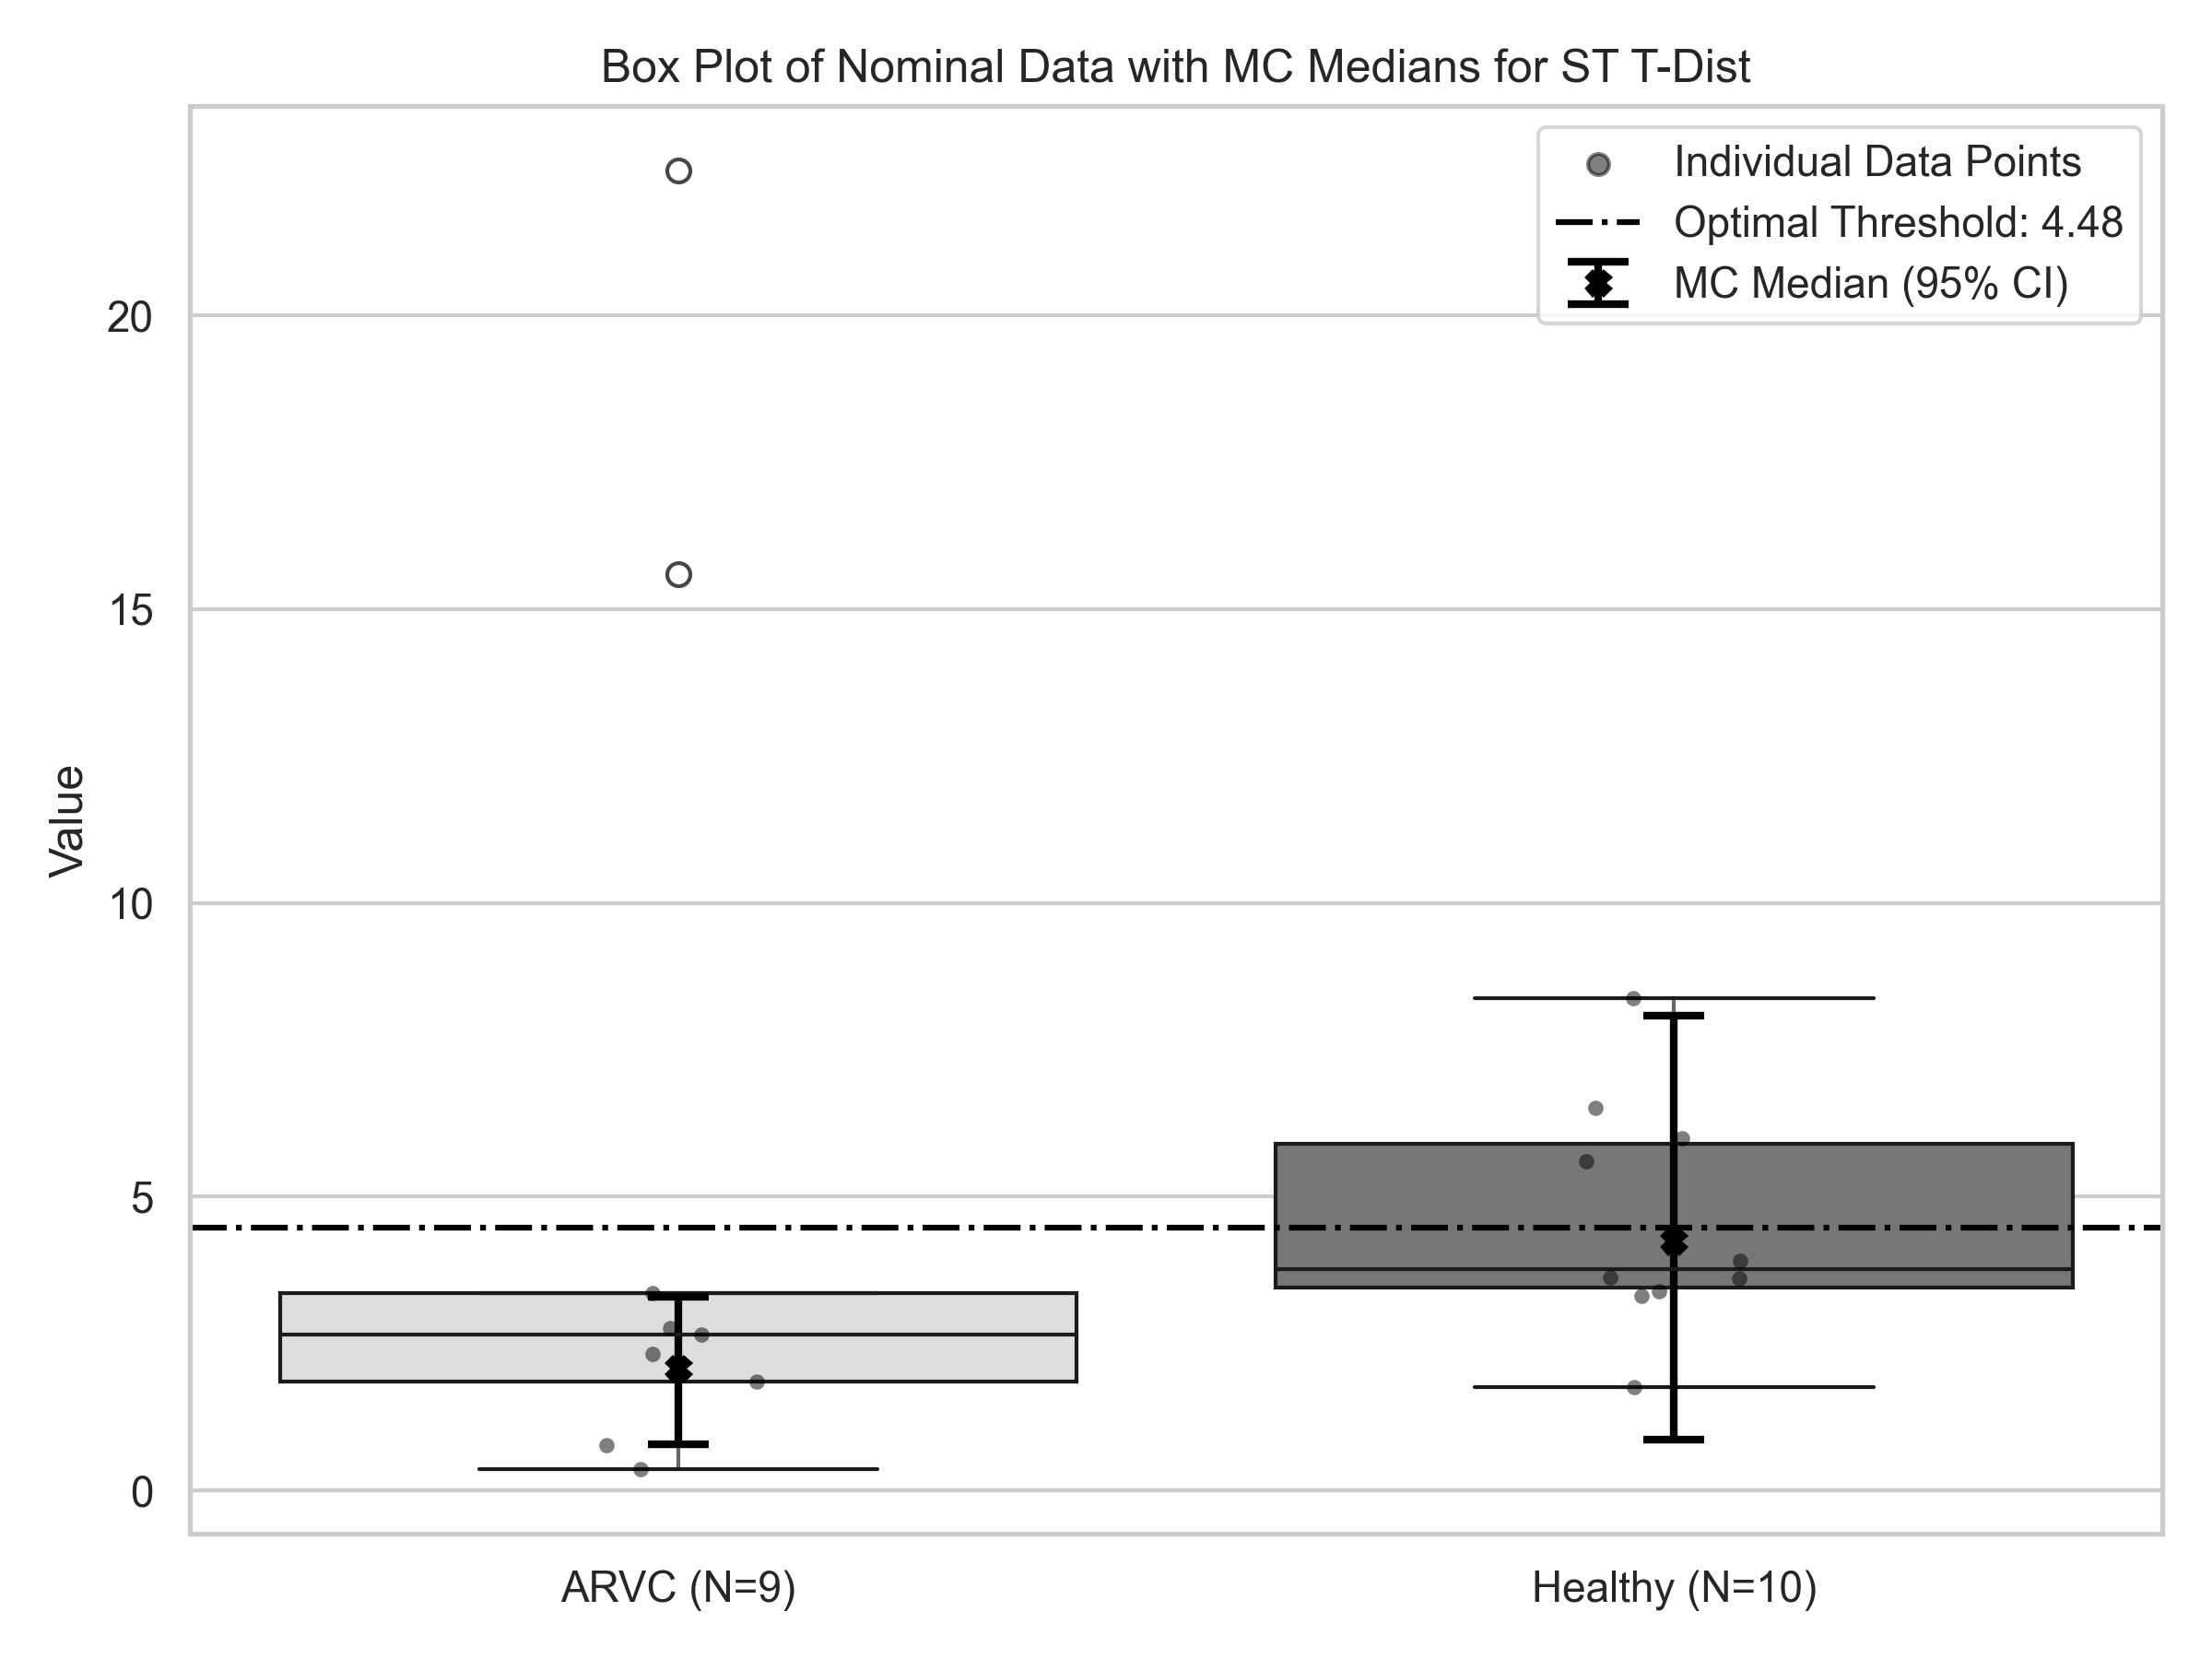 Box Plot of Nominal Data with MC Medians for ST T-Dist
Individual Data Points
Optimal Threshold: 4.48
MC Median (95% CI)
20
15
10
5
0
Value
ARVC (N=9)
Healthy (N=10)